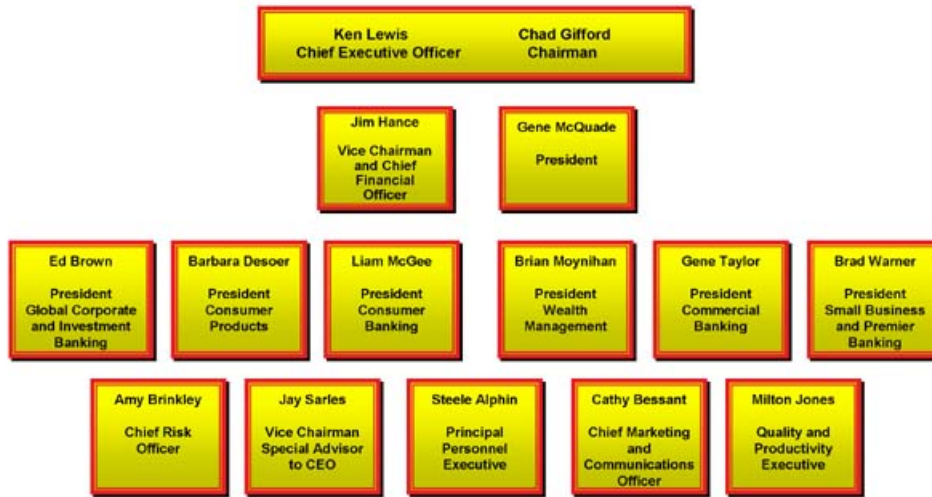 Ken Lewis
Chief Executive Officer
Chad Gifford
Chairman
Jim Hance
Vice Chairman
and Chief
Financial
Officer
Gene McQuade
President
Ed Brown
President
Global Corporate
and Investment
Banking
Barbara Desoer
President
Consumer
Products
Liam McGee
President
Consumer
Banking
Brian Moynihan
President
Wealth
Management
Gene Taylor
President
Commercial
Banking
Brad Warner
President
Small Business
and Premier
Banking
Amy Brinkley
Chief Risk
Officer
Jay Sarles
Vice Chairman
Special Advisor
to CEO
Steele Alphin
Principal
Personnel
Executive
Cathy Bessant
Chief Marketing
and
Communications
Officer
Milton Jones
Quality and
Productivity
Executive